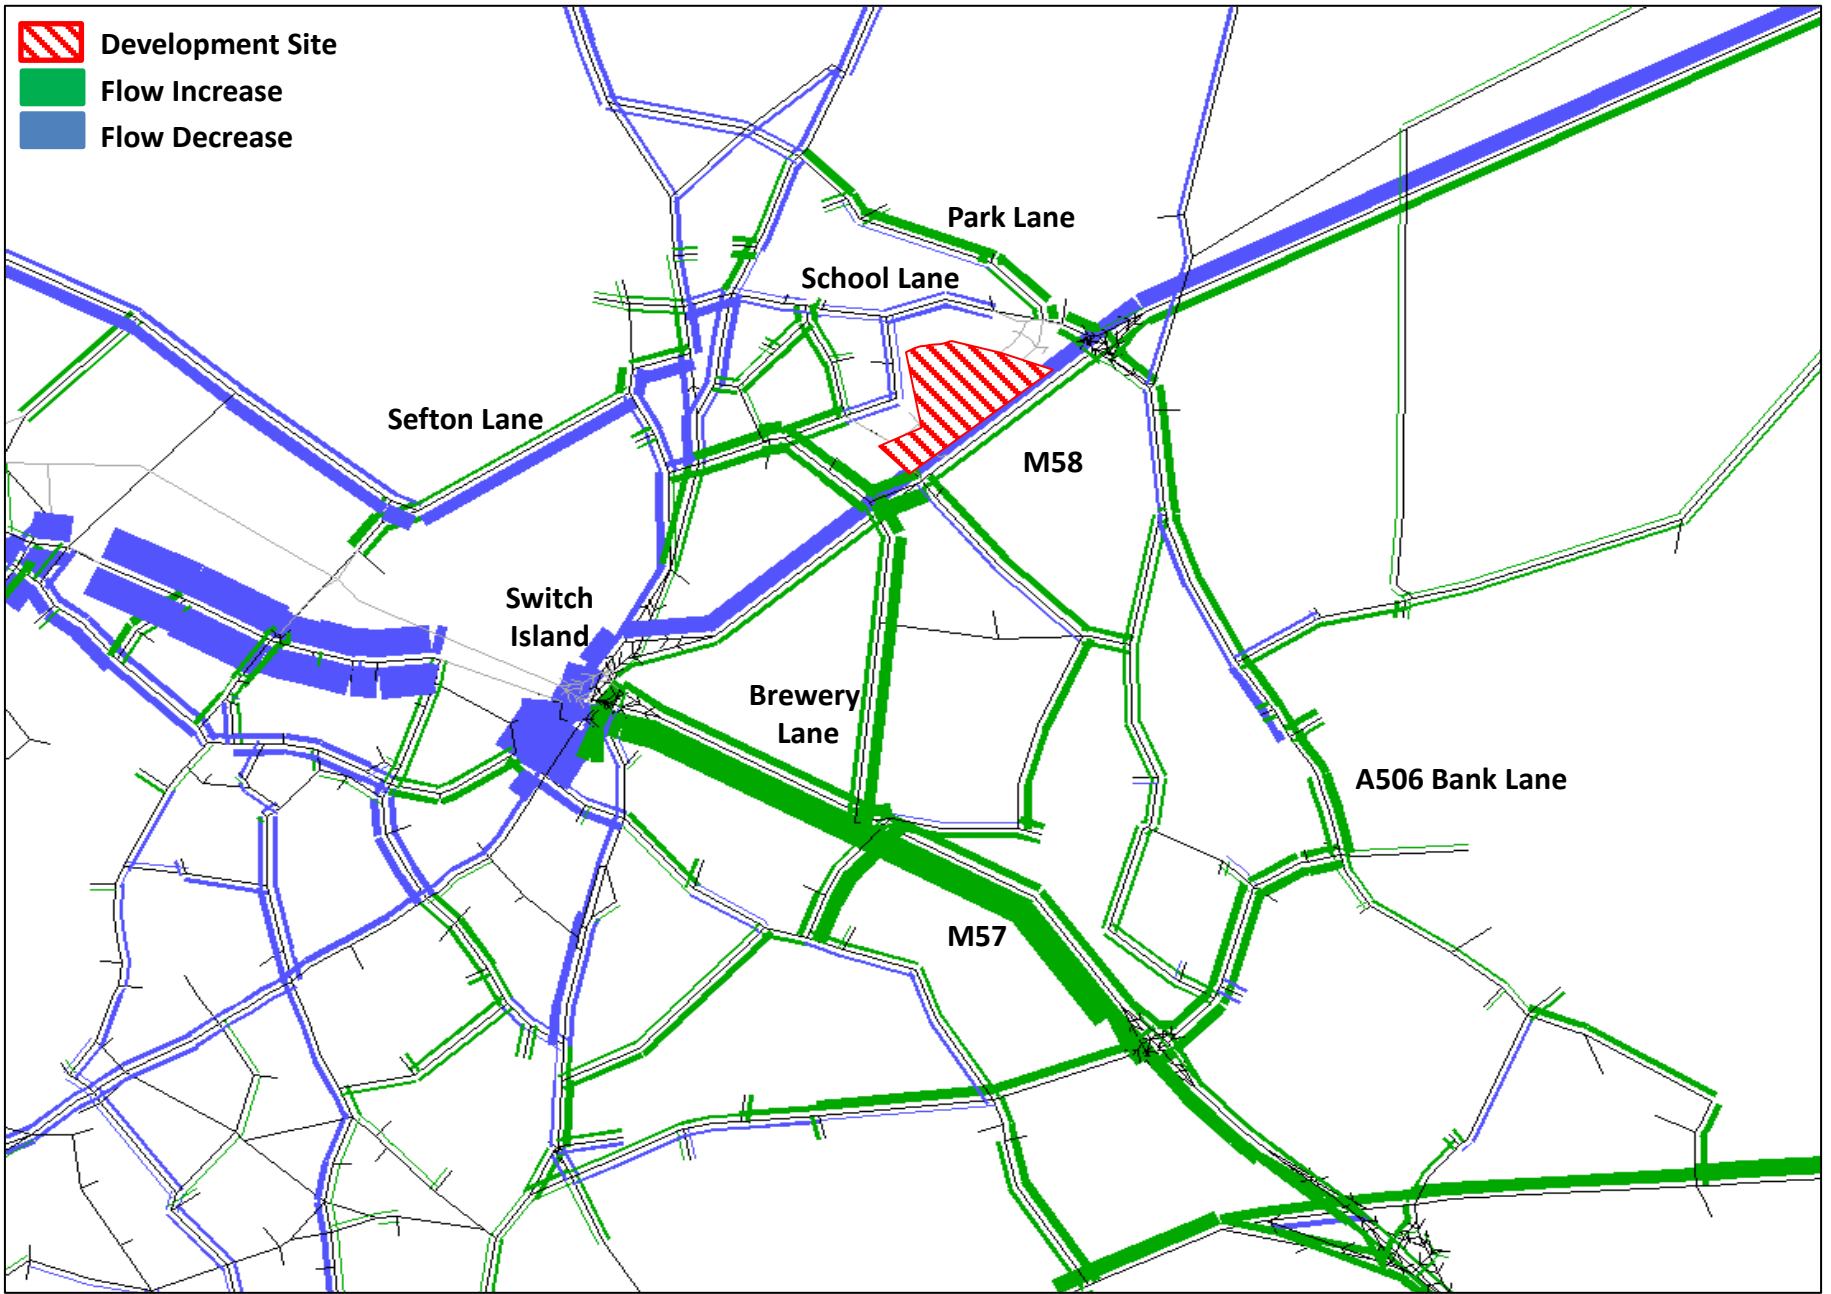 Development Site
Flow Increase
Flow Decrease
Park Lane
School Lane
Sefton Lane
M58
Switch
Island
Brewery
Lane
A506 Bank Lane
M57